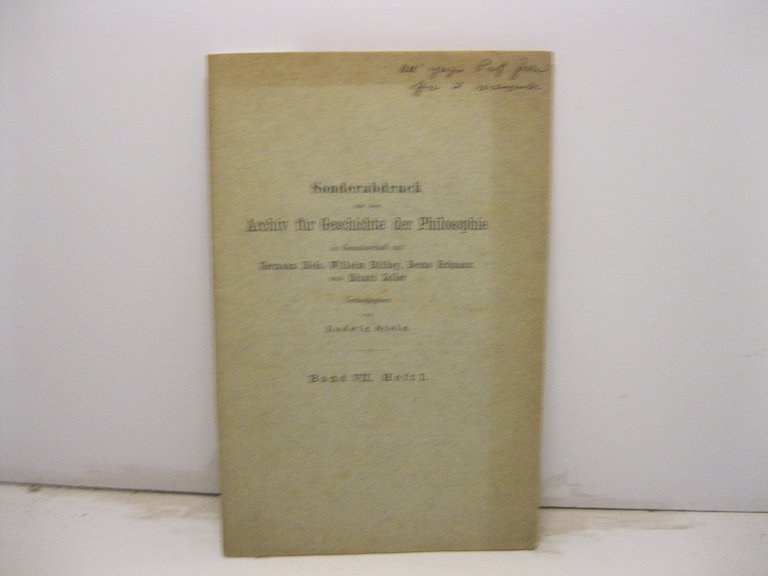 Sonderabdruck
aus dem
Archiv für Geschichte der Philosophie
in Gemeinschaft mit
Hermann Diels, Wilhelm Dilthey, Benno Erdmann
und Eduard Zeller
herausgegeben
von
Ludwig Stein.
Band VII. Heft 1.